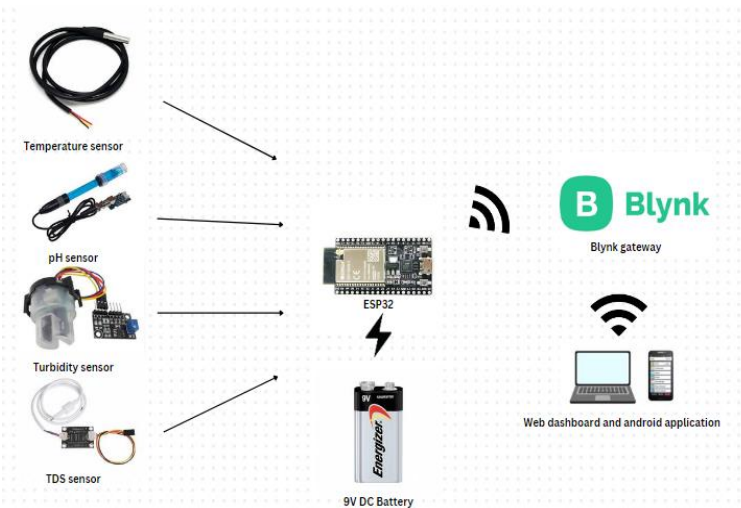 Temperature sensor
pH sensor
Turbidity sensor
TDS sensor
ESP32
9V
Energizer
9V DC Battery
B Blynk
Blynk gateway
Web dashboard and android application